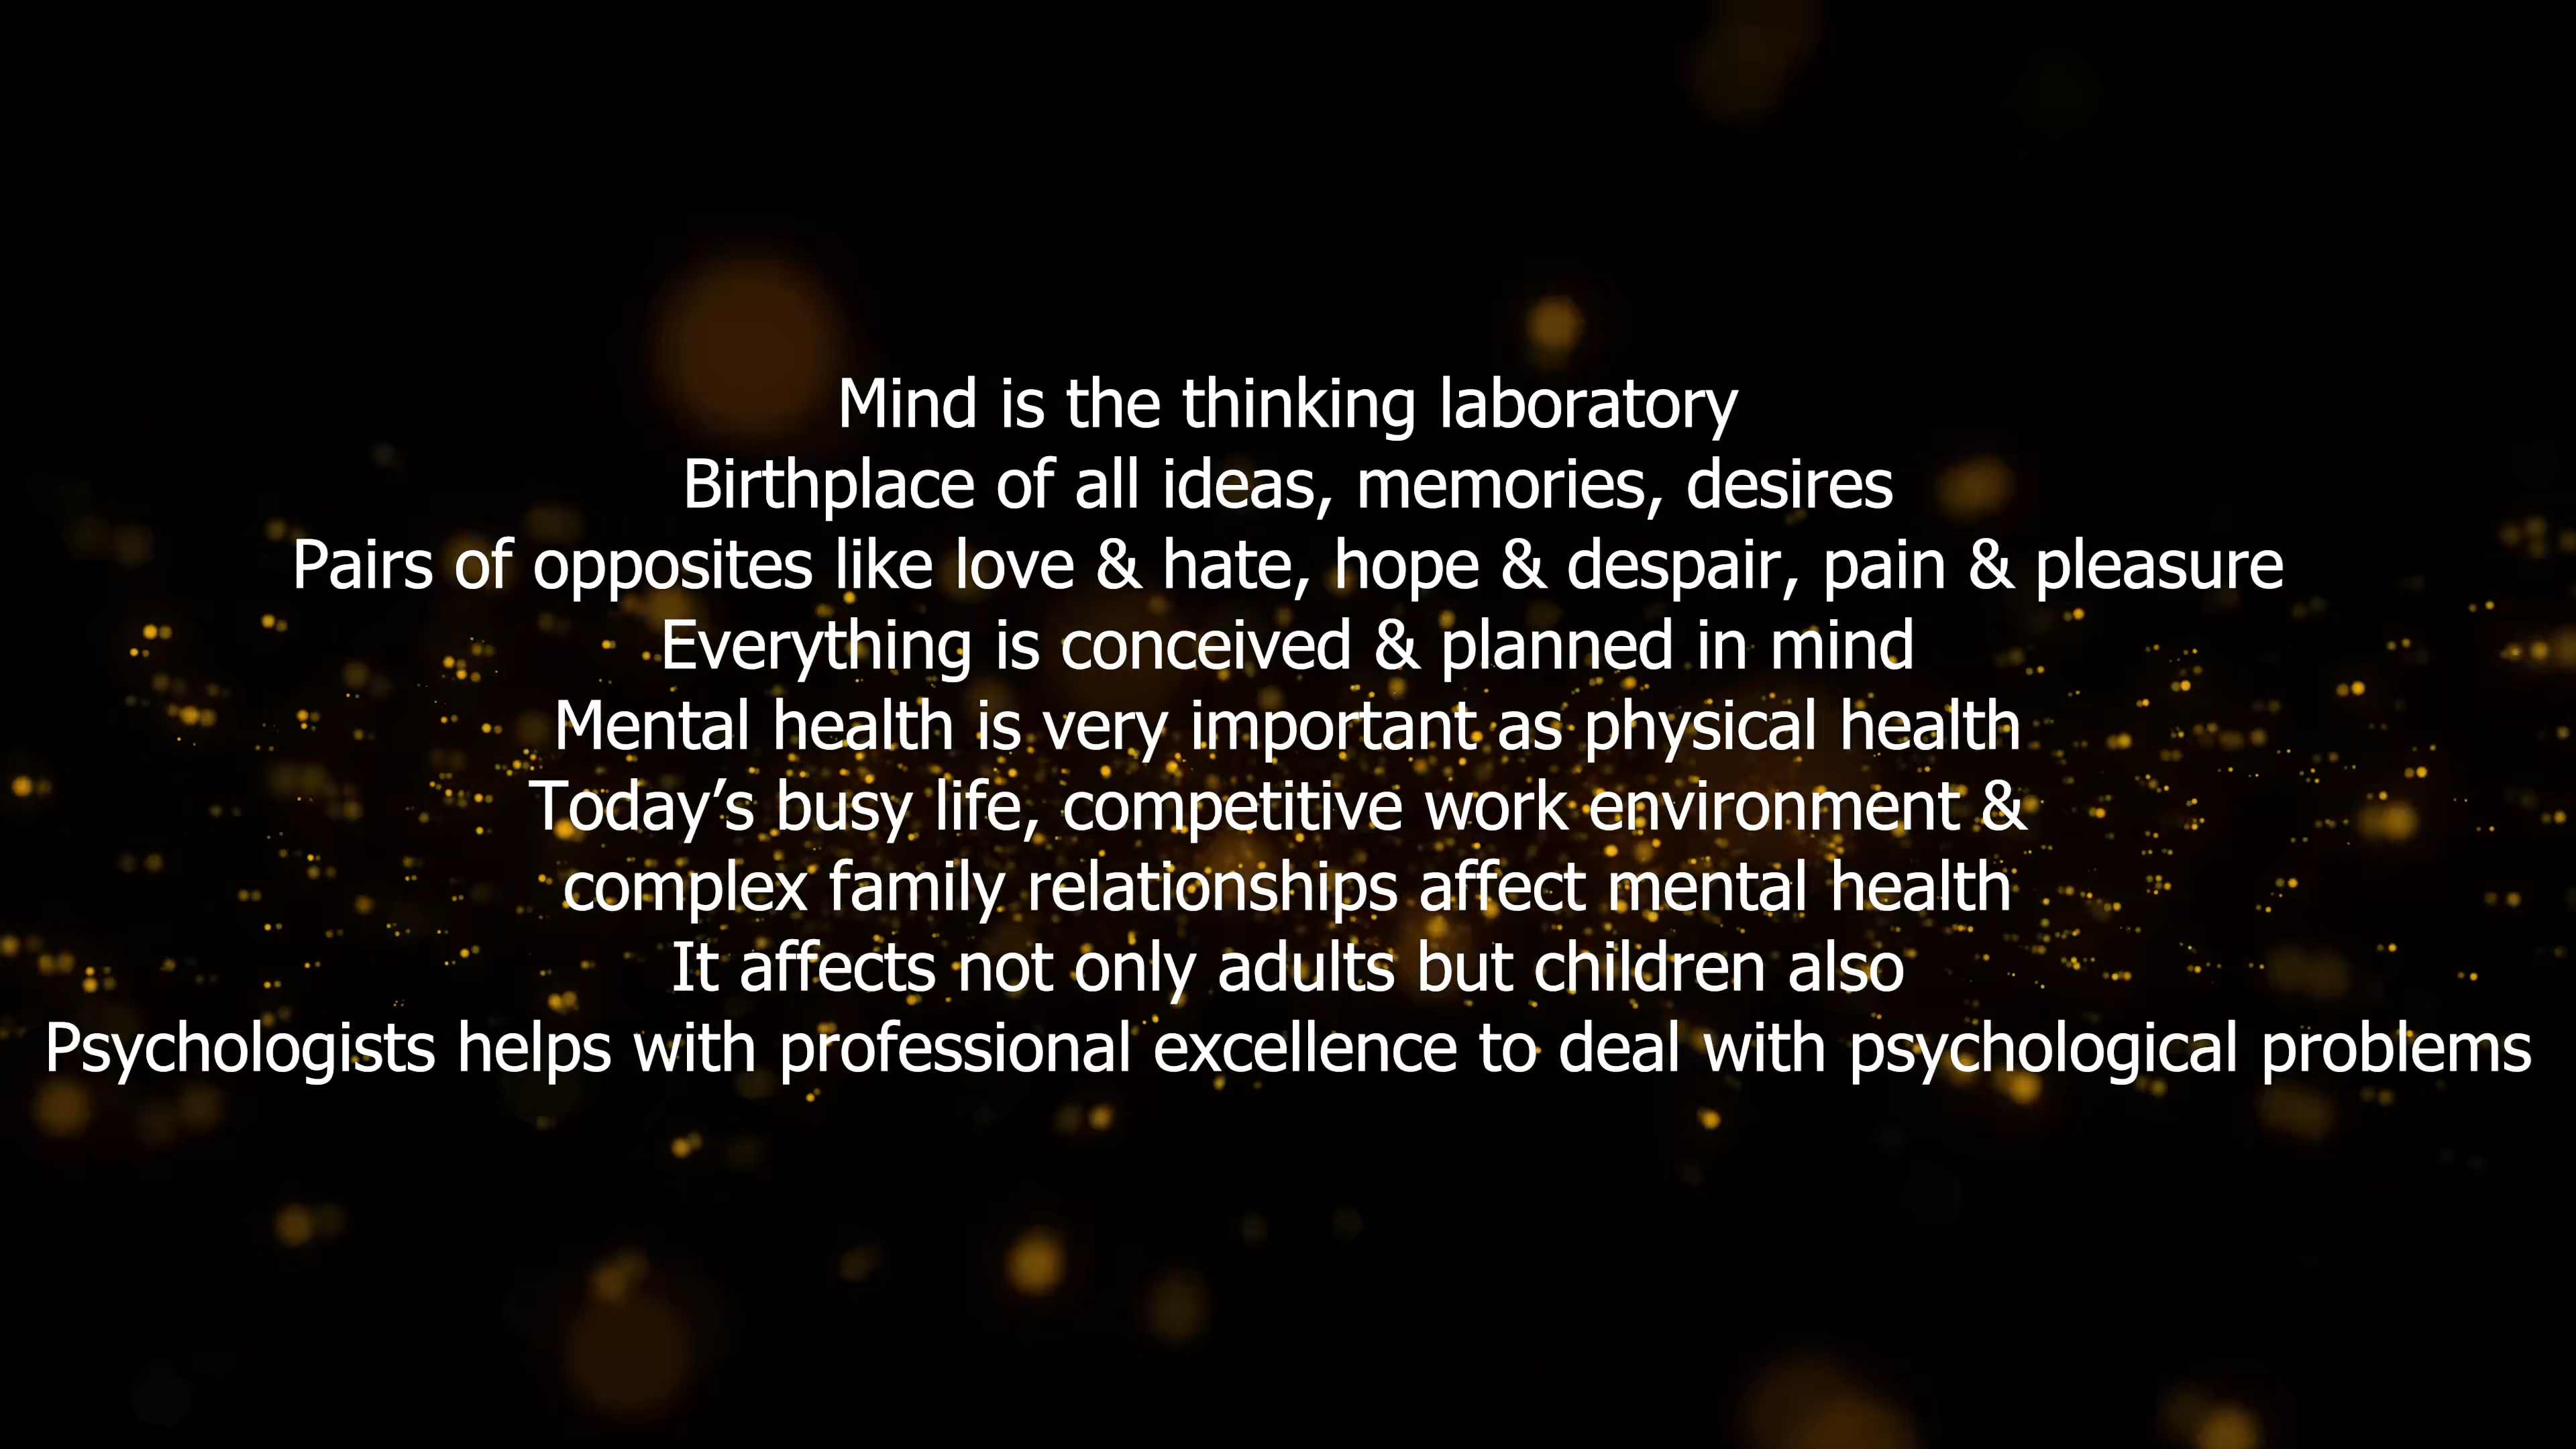 Mind is the thinking laboratory
Birthplace of all ideas, memories, desires
Pairs of opposites like love & hate, hope & despair, pain & pleasure
Everything is conceived & planned in mind
Mental health is very important as physical health
Today’s busy life, competitive work environment &
complex family relationships affect mental health
It affects not only adults but children also
Psychologists helps with professional excellence to deal with psychological problems